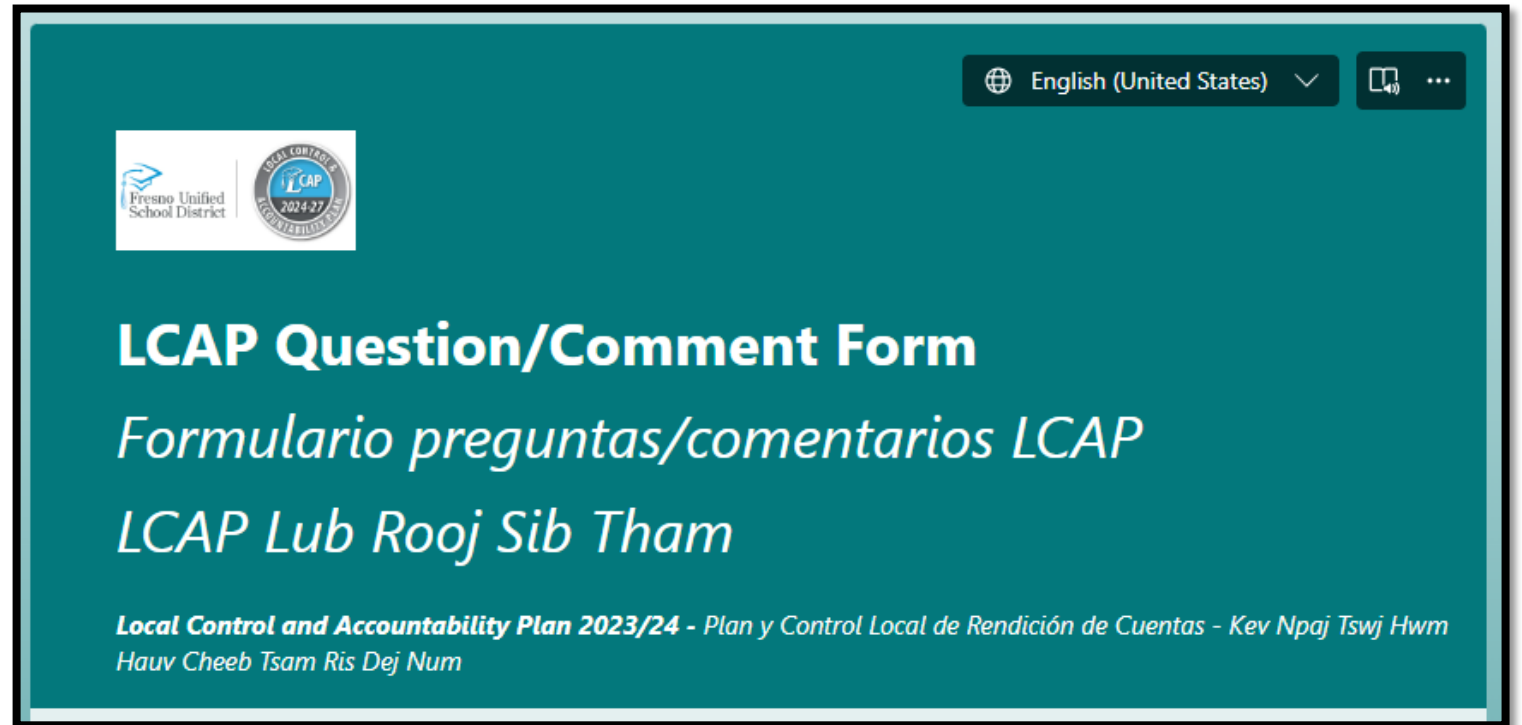 English (United States)
Fresno Unified
School District
LOCAL CONTROL &
LCAP
2024-27
ACCOUNTABILITY PLAN
LCAP Question/Comment Form
Formulario preguntas/comentarios LCAP
LCAP Lub Rooj Sib Tham
Local Control and Accountability Plan 2023/24 - Plan y Control Local de Rendición de Cuentas - Kev Npaj Tswj Hwm
Hauv Cheeb Tsam Ris Dej Num